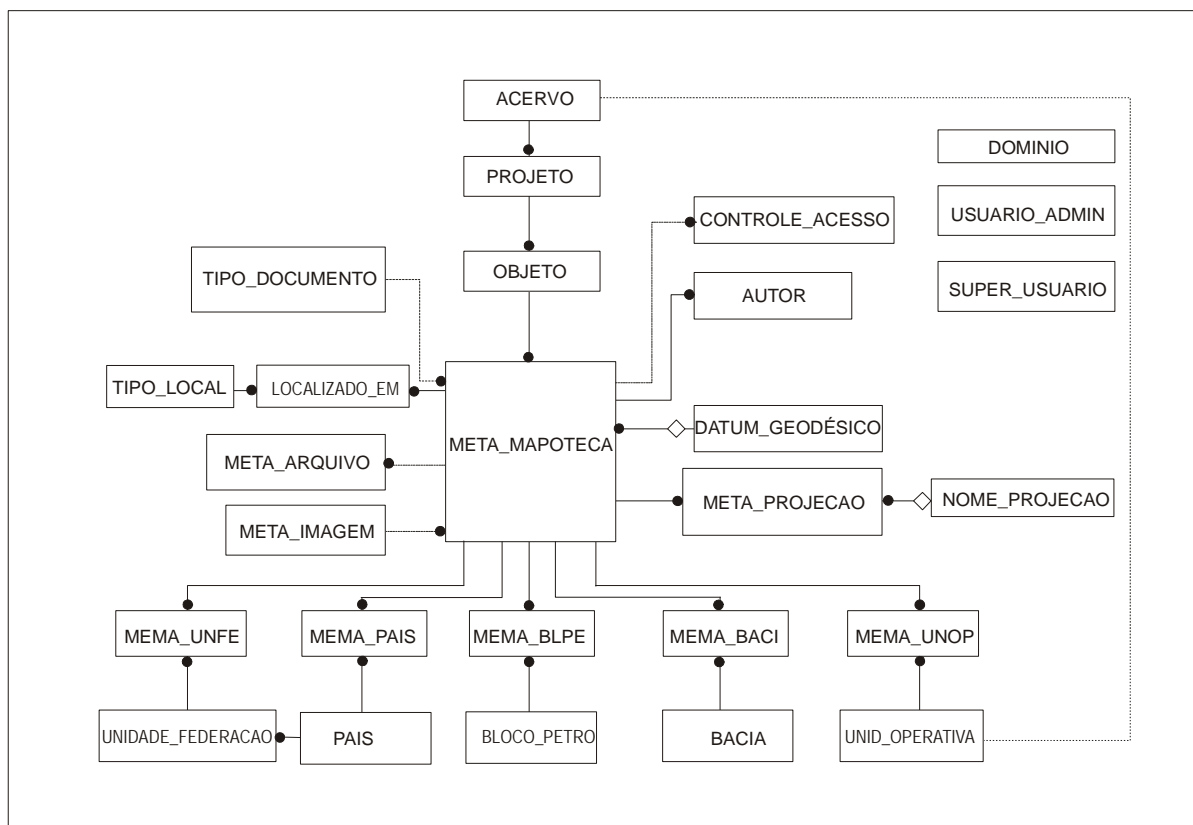 ACERVO
DOMINIO
PROJETO
CONTROLE_ACESSO
USUARIO_ADMIN
TIPO_DOCUMENTO
OBJETO
AUTOR
SUPER_USUARIO
TIPO_LOCAL
LOCALIZADO_EM
META_MAPOTECA
DATUM_GEODÉSICO
META_ARQUIVO
META_PROJECAO
NOME_PROJECAO
META_IMAGEM
MEMA_UNFE
MEMA_PAIS
MEMA_BLPE
MEMA_BACI
MEMA_UNOP
UNIDADE_FEDERACAO
PAIS
BLOCO_PETRO
BACIA
UNID_OPERATIVA